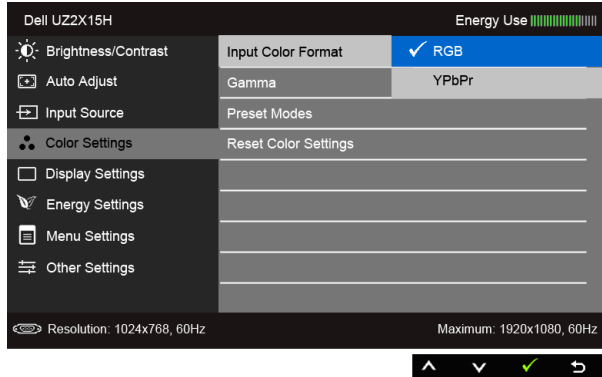 Dell UZ2X15H
Energy Use
Brightness/Contrast
Auto Adjust
Input Source
Color Settings
Display Settings
Energy Settings
Menu Settings
Other Settings
Input Color Format
Gamma
Preset Modes
Reset Color Settings
RGB
YPbPr
Resolution: 1024x768, 60Hz
Maximum: 1920x1080, 60Hz